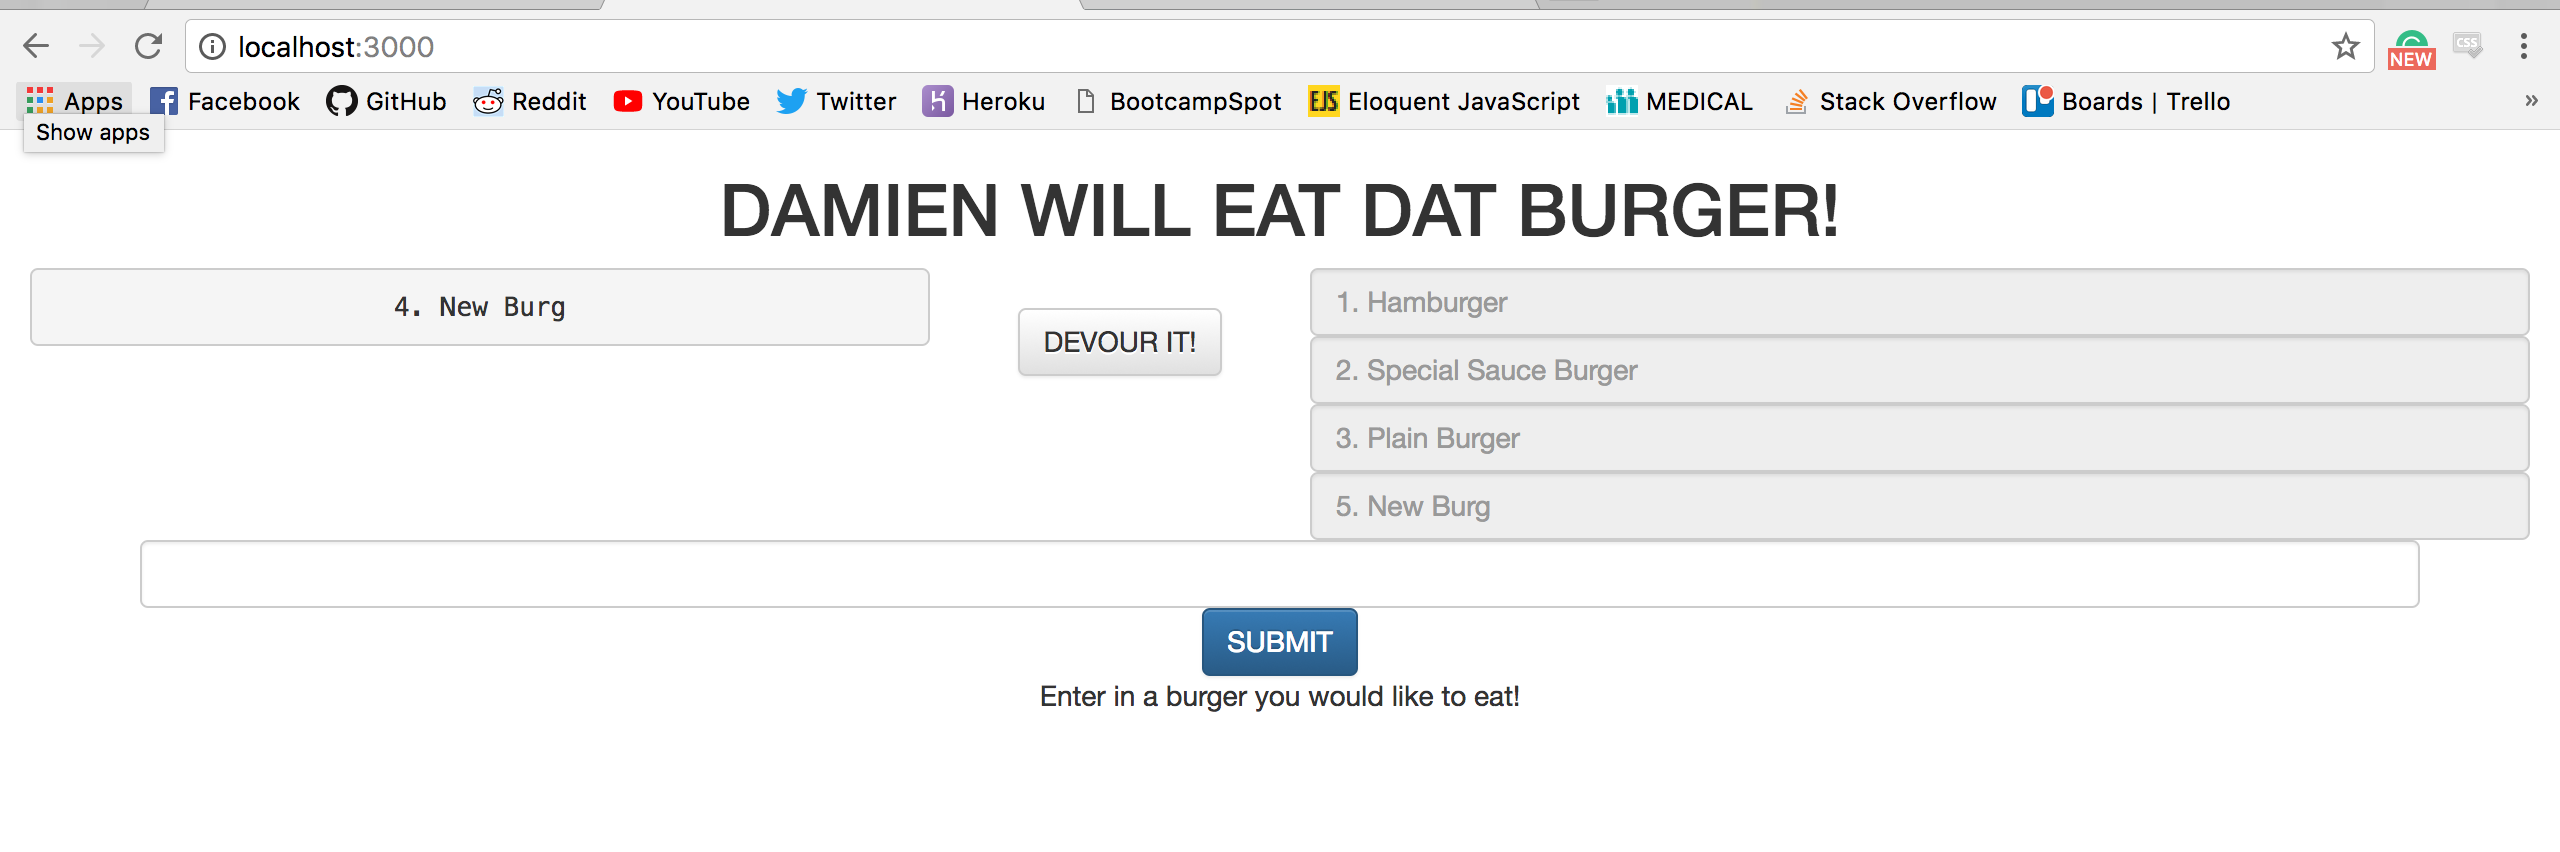 localhost:3000
NEW
CSS
Apps Facebook GitHub Reddit YouTube Twitter Heroku BootcampSpot EJS Eloquent JavaScript MEDICAL Stack Overflow Boards | Trello »
Show apps
DAMIEN WILL EAT DAT BURGER!
4. New Burg
DEVOUR IT!
1. Hamburger
2. Special Sauce Burger
3. Plain Burger
5. New Burg
SUBMIT
Enter in a burger you would like to eat!